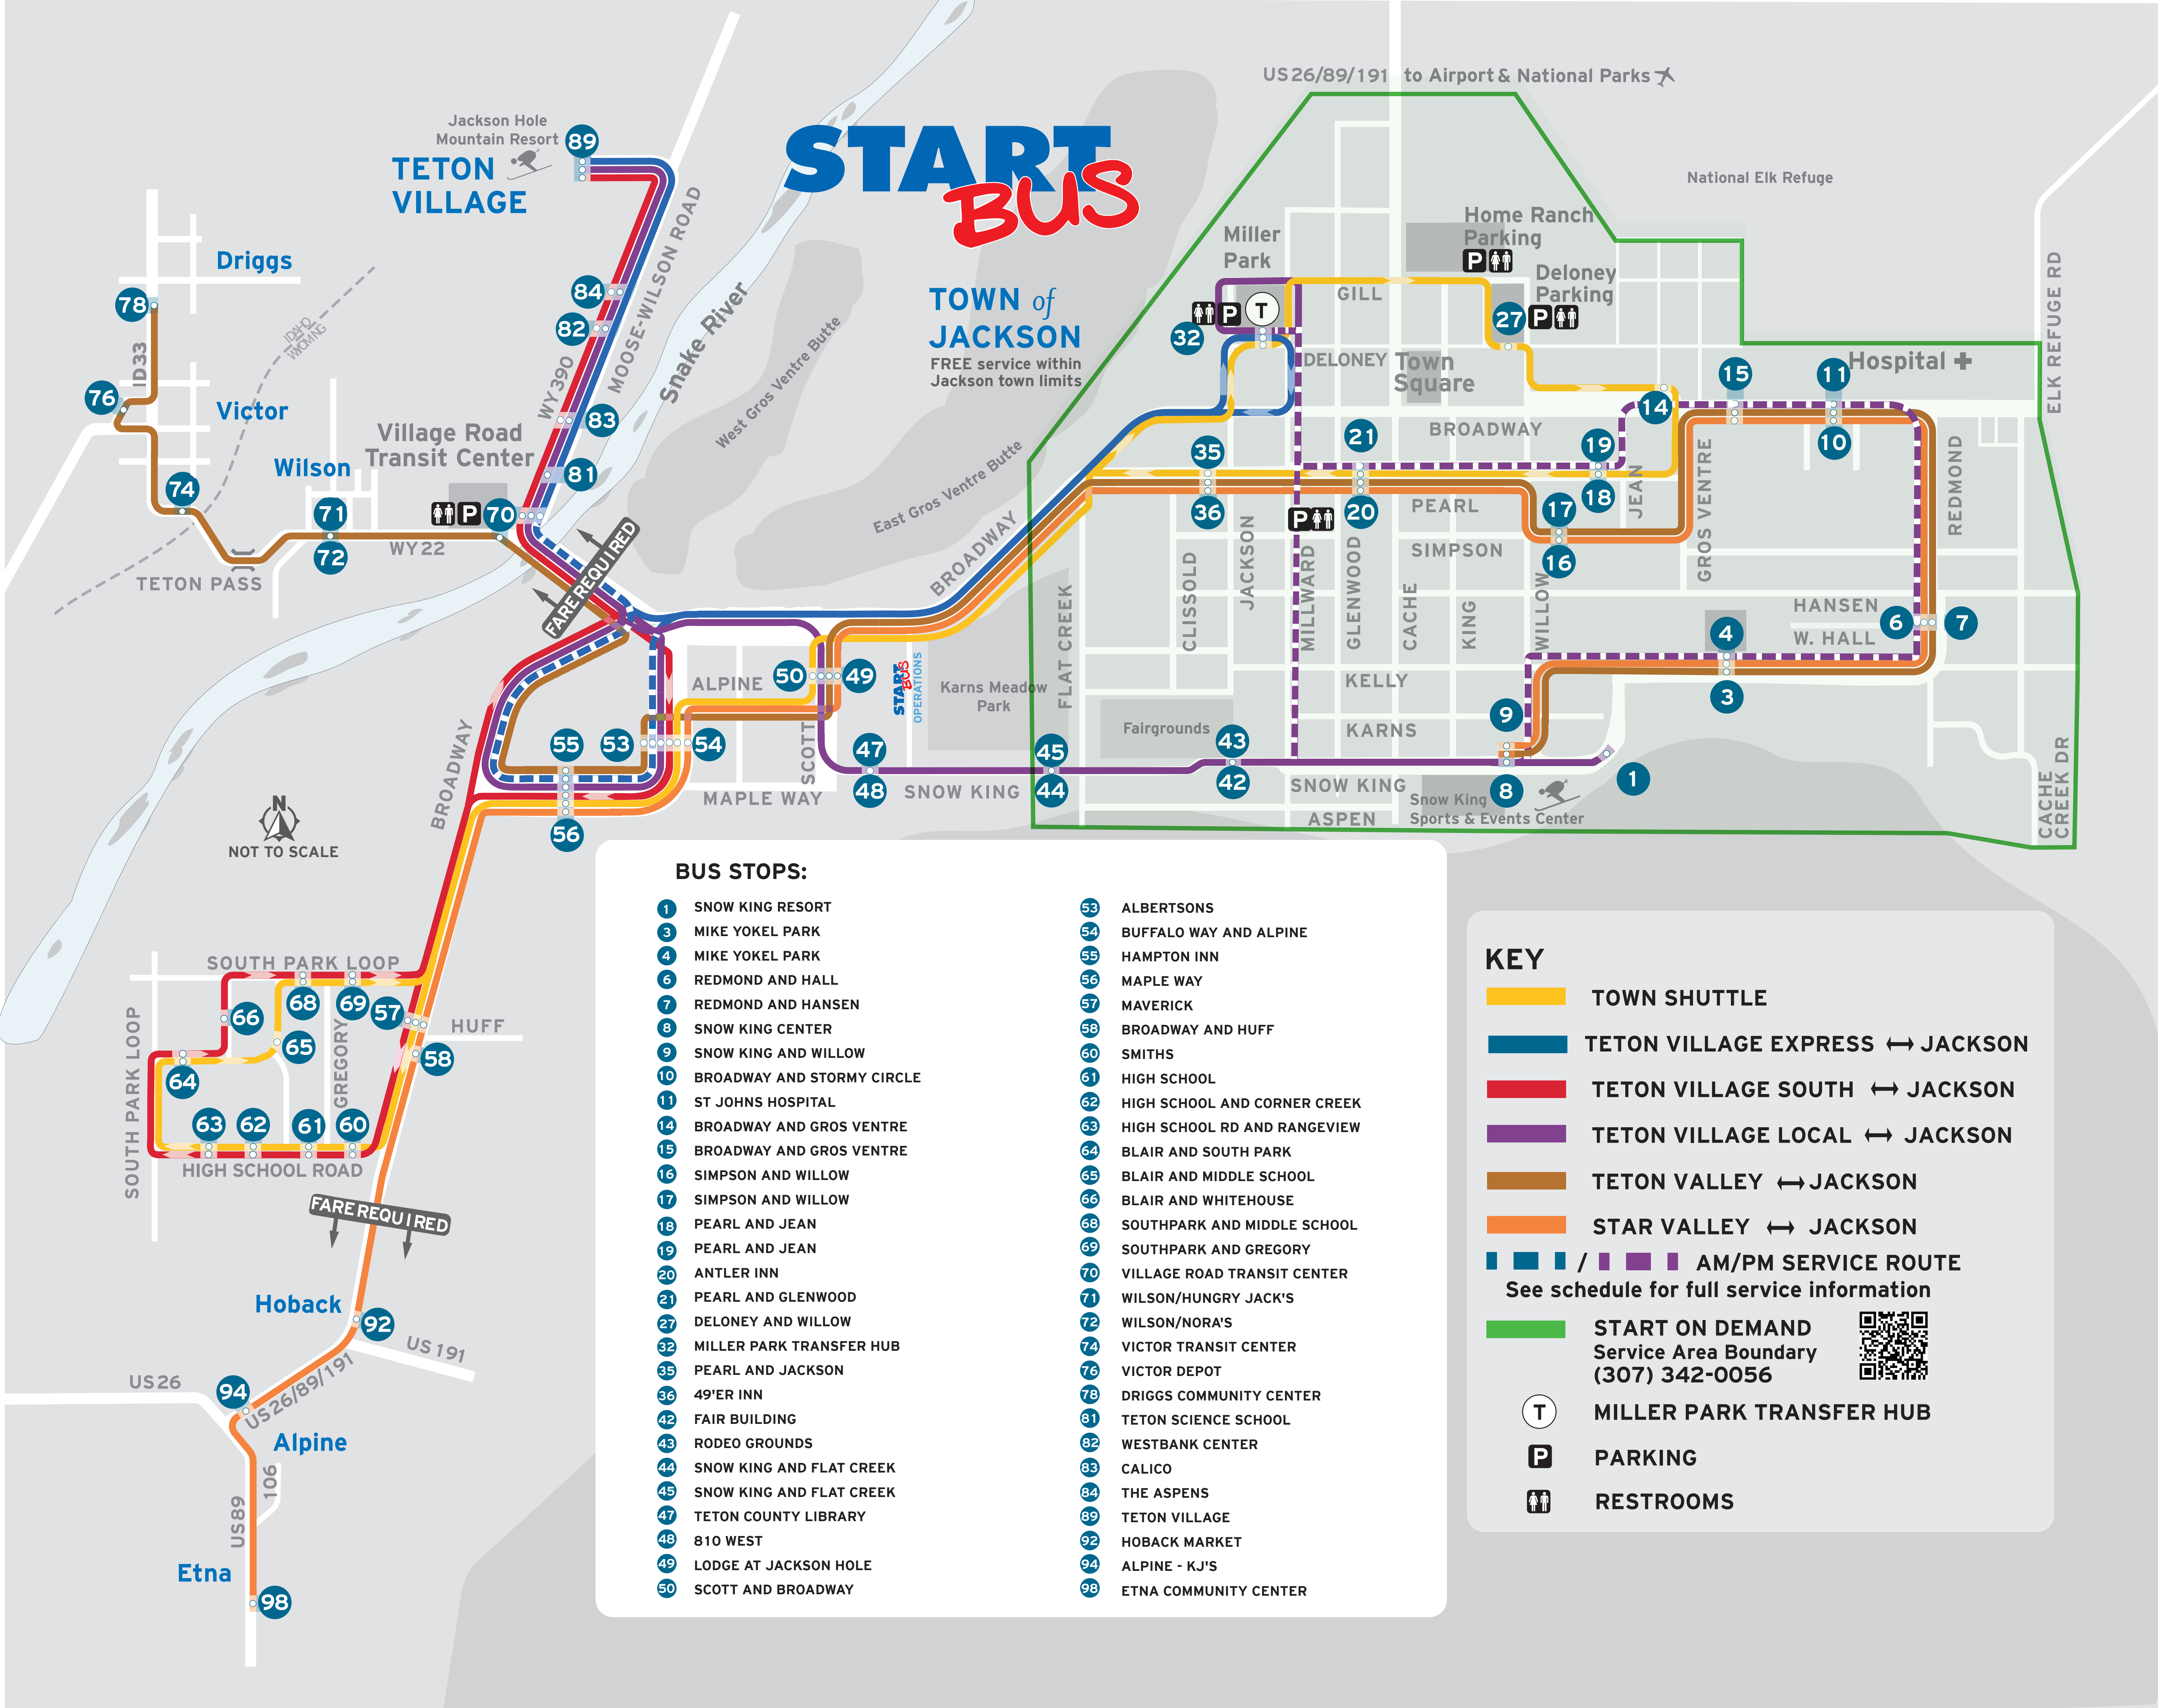 US26/89/191 to Airport & National Parks
Jackson Hole
Mountain Resort
89
TETON
VILLAGE
START
BUS
National Elk Refuge
Home Ranch
Parking
Miller
Park
Deloney
Parking
MOOSE-WILSON ROAD
Driggs
78
84
82
WY390
Snake River
TOWN of
JACKSON
FREE service within
Jackson town limits
GILL
T
P
27
P
P
32
DELONEY
Town
Square
Hospital
ELK REFUGE RD
ID33
IDAHO
WYOMING
West Gros Ventre Butte
76
Victor
83
Village Road
Transit Center
14
15
11
BROADWAY
21
19
10
35
Wilson
81
East Gros Ventre Butte
GROS VENTRE
REDMOND
74
71
P
70
FARE REQUIRED
36
P
20
PEARL
18
17
JEAN
WY22
72
SIMPSON
16
TETON PASS
BROADWAY
FLAT CREEK
CLISSOLD
JACKSON
MILLWARD
GLENWOOD
CACHE
KING
WILLOW
HANSEN
W. HALL
6
7
4
50
49
START
BUS
OPERATIONS
ALPINE
Karns Meadow
Park
KELLY
3
Fairgrounds
KARNS
9
55
53
54
SCOTT
47
45
43
BROADWAY
48
44
42
MAPLE WAY
SNOW KING
SNOW KING
8
1
Snow King
Sports & Events Center
ASPEN
CACHE
CREEK DR
56
N
NOT TO SCALE
SOUTH PARK LOOP
68
69
57
66
65
HUFF
58
64
GREGORY
SOUTH PARK LOOP
63
62
61
60
HIGH SCHOOL ROAD
FARE REQUIRED
Hoback
92
US 191
US26
94
US26/89/191
Alpine
106
US89
Etna
98
BUS STOPS:
1 SNOW KING RESORT
3 MIKE YOKEL PARK
4 MIKE YOKEL PARK
6 REDMOND AND HALL
7 REDMOND AND HANSEN
8 SNOW KING CENTER
9 SNOW KING AND WILLOW
10 BROADWAY AND STORMY CIRCLE
11 ST JOHNS HOSPITAL
14 BROADWAY AND GROS VENTRE
15 BROADWAY AND GROS VENTRE
16 SIMPSON AND WILLOW
17 SIMPSON AND WILLOW
18 PEARL AND JEAN
19 PEARL AND JEAN
20 ANTLER INN
21 PEARL AND GLENWOOD
27 DELONEY AND WILLOW
32 MILLER PARK TRANSFER HUB
35 PEARL AND JACKSON
36 49'ER INN
42 FAIR BUILDING
43 RODEO GROUNDS
44 SNOW KING AND FLAT CREEK
45 SNOW KING AND FLAT CREEK
47 TETON COUNTY LIBRARY
48 810 WEST
49 LODGE AT JACKSON HOLE
50 SCOTT AND BROADWAY
53 ALBERTSONS
54 BUFFALO WAY AND ALPINE
55 HAMPTON INN
56 MAPLE WAY
57 MAVERICK
58 BROADWAY AND HUFF
60 SMITHS
61 HIGH SCHOOL
62 HIGH SCHOOL AND CORNER CREEK
63 HIGH SCHOOL RD AND RANGEVIEW
64 BLAIR AND SOUTH PARK
65 BLAIR AND MIDDLE SCHOOL
66 BLAIR AND WHITEHOUSE
68 SOUTHPARK AND MIDDLE SCHOOL
69 SOUTHPARK AND GREGORY
70 VILLAGE ROAD TRANSIT CENTER
71 WILSON/HUNGRY JACK'S
72 WILSON/NORA'S
74 VICTOR TRANSIT CENTER
76 VICTOR DEPOT
78 DRIGGS COMMUNITY CENTER
81 TETON SCIENCE SCHOOL
82 WESTBANK CENTER
83 CALICO
84 THE ASPENS
89 TETON VILLAGE
92 HOBACK MARKET
94 ALPINE - KJ'S
98 ETNA COMMUNITY CENTER
KEY
TOWN SHUTTLE
TETON VILLAGE EXPRESS ↔ JACKSON
TETON VILLAGE SOUTH ↔ JACKSON
TETON VILLAGE LOCAL ↔ JACKSON
TETON VALLEY ↔ JACKSON
STAR VALLEY ↔ JACKSON
/ AM/PM SERVICE ROUTE
See schedule for full service information
START ON DEMAND
Service Area Boundary
(307) 342-0056
T MILLER PARK TRANSFER HUB
P PARKING
RESTROOMS